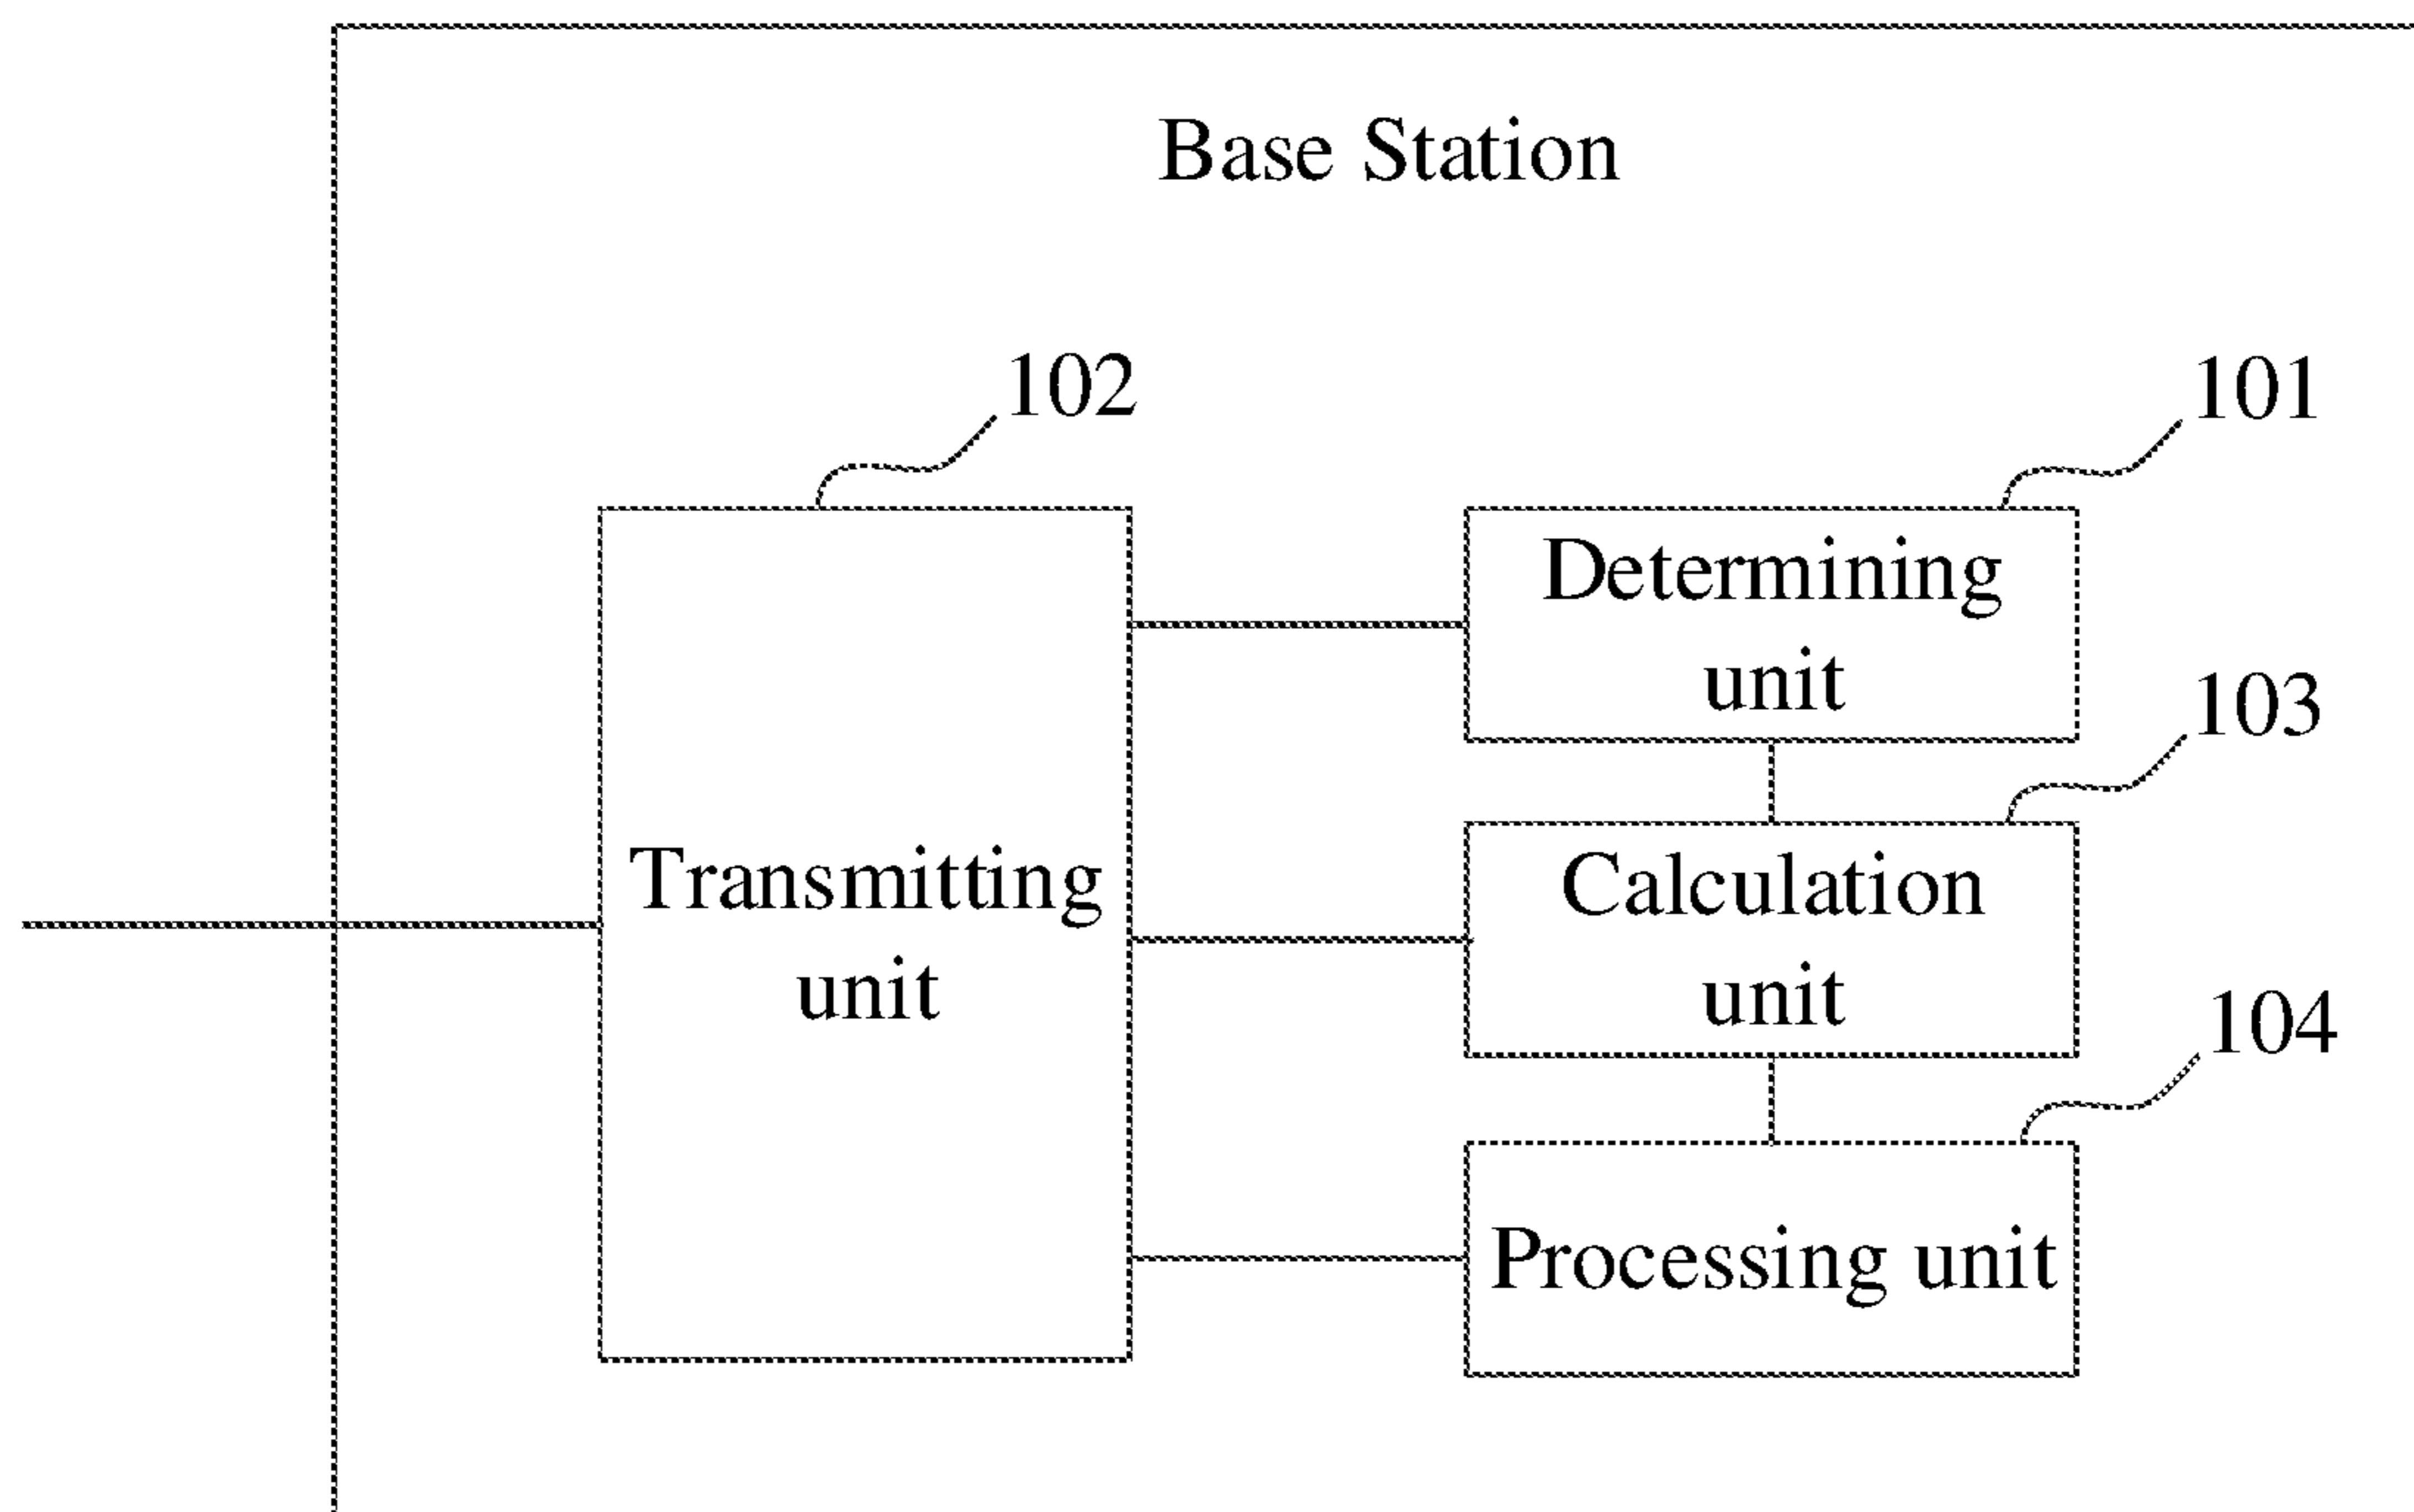 Base Station
102
101
Determining
unit
103
Transmitting
unit
Calculation
unit
104
Processing unit